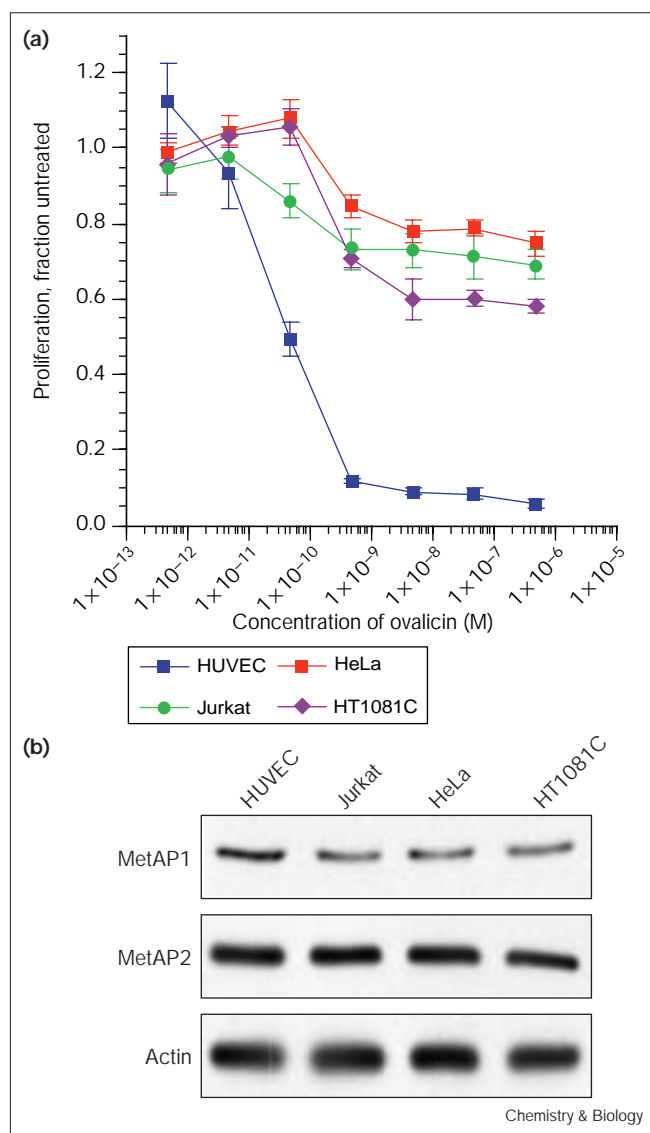 (a)
Proliferation, fraction untreated
1.2
1.0
0.8
0.6
0.4
0.2
0.0
1×10⁻¹³
1×10⁻¹²
1×10⁻¹¹
1×10⁻¹⁰
1×10⁻⁹
1×10⁻⁸
1×10⁻⁷
1×10⁻⁶
1×10⁻⁵
Concentration of ovalicin (M)
HUVEC HeLa
Jurkat HT1081C
(b)
HUVEC Jurkat HeLa HT1081C
MetAP1
MetAP2
Actin
Chemistry & Biology